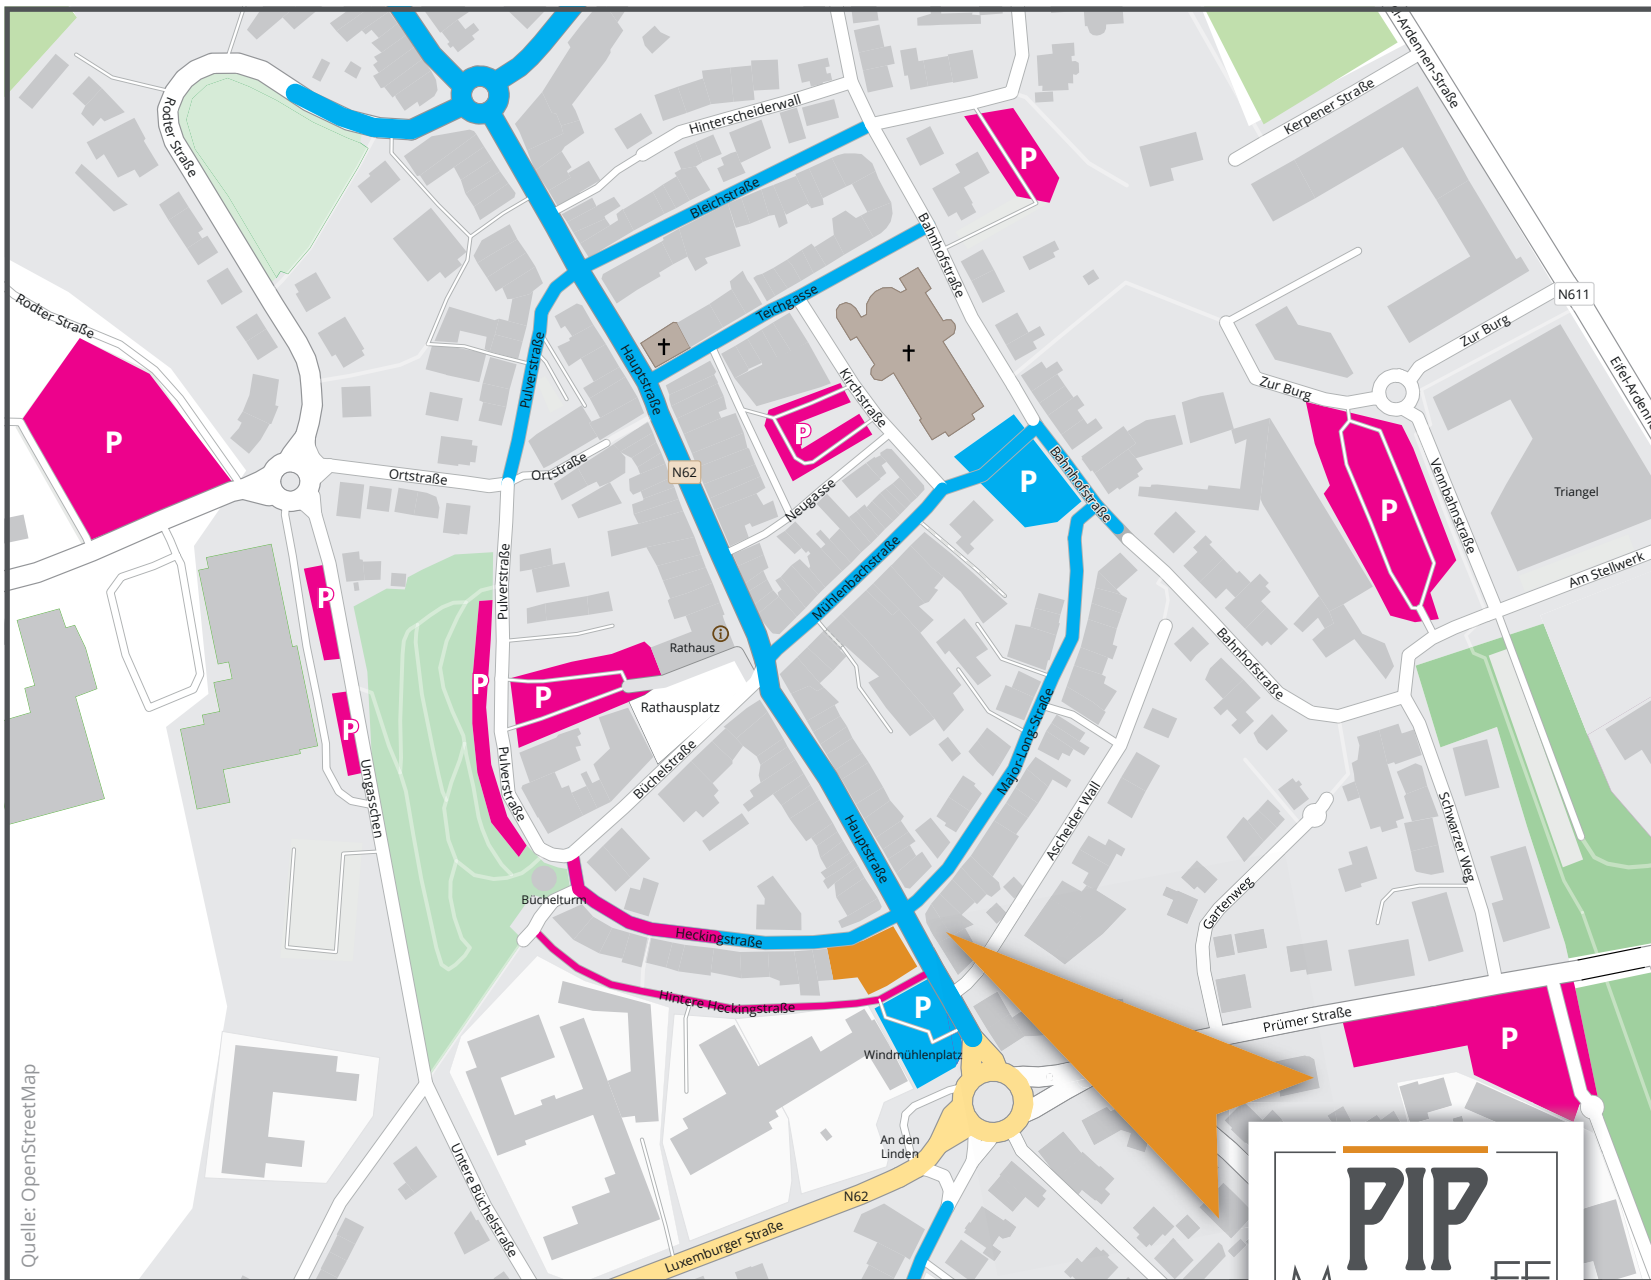 Eifel-Ardennen-Straße
Kerpener Straße
Hinterscheiderwall
Rodter Straße
Bleichstraße
Bahnhofstraße
Rodter Straße
Teichgasse
N611
Zur Burg
Pulverstraße
Hauptstraße
Kirchstraße
Zur Burg
P
P
P
Ortstraße
Ortstraße
N62
Neugasse
P
Bahnhofstraße
P
Vennbahnstraße
Triangel
Mühlenbachstraße
Pulverstraße
Am Stellwerk
P
Rathaus
Bahnhofstraße
P
P
Rathausplatz
P
Pulverstraße
Büchelstraße
Major-Long-Straße
Umgasschen
Hauptstraße
Ascheider Wall
Schwarzer Weg
Büchelturm
Gartenweg
Heckingstraße
Hintere Heckingstraße
P
Windmühlenplatz
Prümer Straße
P
An den
Linden
N62
Luxemburger Straße
Untere Büchelstraße
Quelle: OpenStreetMap
PIP